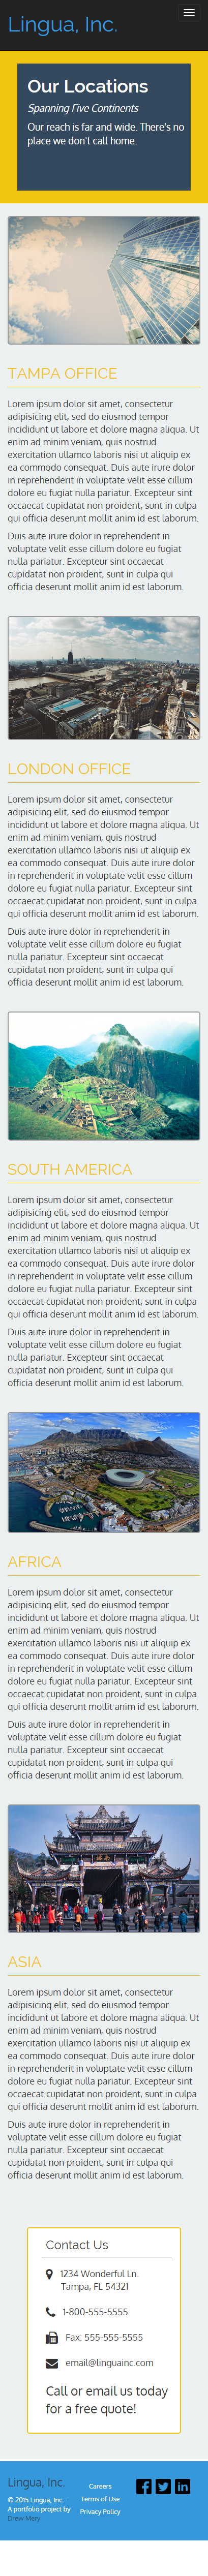 Lingua, Inc.
Our Locations
Spanning Five Continents
Our reach is far and wide. There's no
place we don't call home.
TAMPA OFFICE
Lorem ipsum dolor sit amet, consectetur
adipisicing elit, sed do eiusmod tempor
incididunt ut labore et dolore magna aliqua. Ut
enim ad minim veniam, quis nostrud
exercitation ullamco laboris nisi ut aliquip ex
ea commodo consequat. Duis aute irure dolor
in reprehenderit in voluptate velit esse cillum
dolore eu fugiat nulla pariatur. Excepteur sint
occaecat cupidatat non proident, sunt in culpa
qui officia deserunt mollit anim id est laborum.
Duis aute irure dolor in reprehenderit in
voluptate velit esse cillum dolore eu fugiat
nulla pariatur. Excepteur sint occaecat
cupidatat non proident, sunt in culpa qui
officia deserunt mollit anim id est laborum.
LONDON OFFICE
Lorem ipsum dolor sit amet, consectetur
adipisicing elit, sed do eiusmod tempor
incididunt ut labore et dolore magna aliqua. Ut
enim ad minim veniam, quis nostrud
exercitation ullamco laboris nisi ut aliquip ex
ea commodo consequat. Duis aute irure dolor
in reprehenderit in voluptate velit esse cillum
dolore eu fugiat nulla pariatur. Excepteur sint
occaecat cupidatat non proident, sunt in culpa
qui officia deserunt mollit anim id est laborum.
Duis aute irure dolor in reprehenderit in
voluptate velit esse cillum dolore eu fugiat
nulla pariatur. Excepteur sint occaecat
cupidatat non proident, sunt in culpa qui
officia deserunt mollit anim id est laborum.
SOUTH AMERICA
Lorem ipsum dolor sit amet, consectetur
adipisicing elit, sed do eiusmod tempor
incididunt ut labore et dolore magna aliqua. Ut
enim ad minim veniam, quis nostrud
exercitation ullamco laboris nisi ut aliquip ex
ea commodo consequat. Duis aute irure dolor
in reprehenderit in voluptate velit esse cillum
dolore eu fugiat nulla pariatur. Excepteur sint
occaecat cupidatat non proident, sunt in culpa
qui officia deserunt mollit anim id est laborum.
Duis aute irure dolor in reprehenderit in
voluptate velit esse cillum dolore eu fugiat
nulla pariatur. Excepteur sint occaecat
cupidatat non proident, sunt in culpa qui
officia deserunt mollit anim id est laborum.
AFRICA
Lorem ipsum dolor sit amet, consectetur
adipisicing elit, sed do eiusmod tempor
incididunt ut labore et dolore magna aliqua. Ut
enim ad minim veniam, quis nostrud
exercitation ullamco laboris nisi ut aliquip ex
ea commodo consequat. Duis aute irure dolor
in reprehenderit in voluptate velit esse cillum
dolore eu fugiat nulla pariatur. Excepteur sint
occaecat cupidatat non proident, sunt in culpa
qui officia deserunt mollit anim id est laborum.
Duis aute irure dolor in reprehenderit in
voluptate velit esse cillum dolore eu fugiat
nulla pariatur. Excepteur sint occaecat
cupidatat non proident, sunt in culpa qui
officia deserunt mollit anim id est laborum.
ASIA
Lorem ipsum dolor sit amet, consectetur
adipisicing elit, sed do eiusmod tempor
incididunt ut labore et dolore magna aliqua. Ut
enim ad minim veniam, quis nostrud
exercitation ullamco laboris nisi ut aliquip ex
ea commodo consequat. Duis aute irure dolor
in reprehenderit in voluptate velit esse cillum
dolore eu fugiat nulla pariatur. Excepteur sint
occaecat cupidatat non proident, sunt in culpa
qui officia deserunt mollit anim id est laborum.
Duis aute irure dolor in reprehenderit in
voluptate velit esse cillum dolore eu fugiat
nulla pariatur. Excepteur sint occaecat
cupidatat non proident, sunt in culpa qui
officia deserunt mollit anim id est laborum.
Contact Us
1234 Wonderful Ln.
Tampa, FL 54321
1-800-555-5555
Fax: 555-555-5555
email@linguainc.com
Call or email us today
for a free quote!
Lingua, Inc.
© 2015 Lingua, Inc. ·
A portfolio project by
Drew Mery
Careers
Terms of Use
Privacy Policy